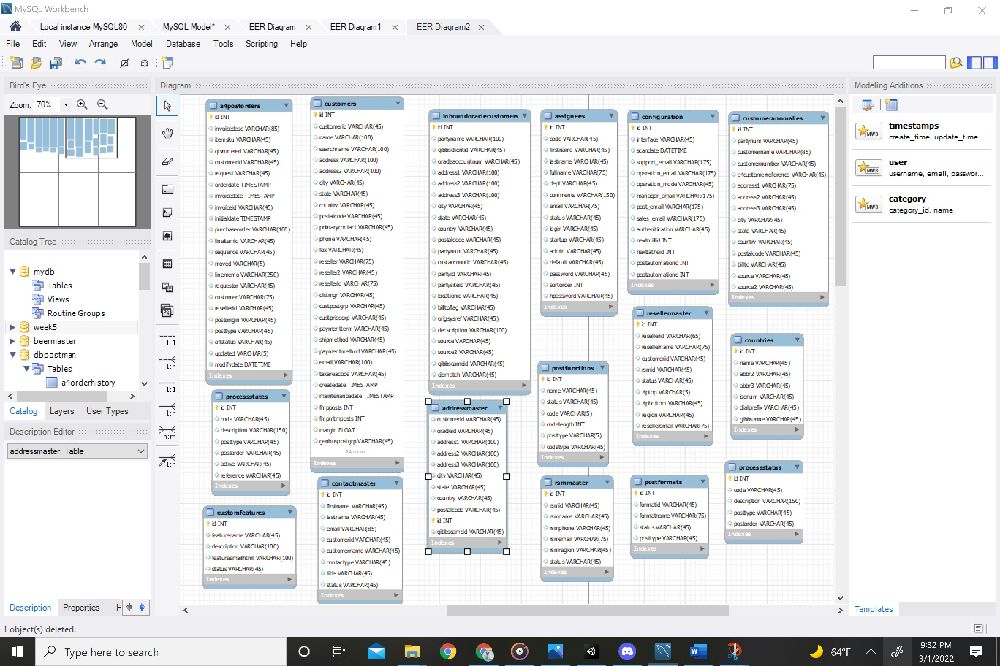 MySQL Workbench
Local instance MySQL80
MySQL Model*
EER Diagram
EER Diagram1
EER Diagram2
File Edit View Arrange Model Database Tools Scripting Help
Bird's Eye
Zoom: 70%
Catalog Tree
mydb
Tables
Views
Routine Groups
week5
beermaster
dbpostman
Tables
a4orderhistory
Catalog Layers User Types
Description Editor
addressmaster: Table
Description Properties H
1 object(s) deleted.
Diagram
1:1
1:n
1:1
1:n
n:m
1:n
a4postorders
id INT
invoicedesc VARCHAR(85)
itemsku VARCHAR(45)
qtyordered VARCHAR(45)
customerid VARCHAR(45)
request VARCHAR(45)
orderdate TIMESTAMP
invoicedate TIMESTAMP
invoiceid VARCHAR(45)
initialdate TIMESTAMP
purchaseorder VARCHAR(100)
lineitemid VARCHAR(45)
sequence VARCHAR(45)
moved VARCHAR(5)
linememo VARCHAR(250)
requestor VARCHAR(45)
customer VARCHAR(75)
resellerid VARCHAR(45)
postorigin VARCHAR(45)
posttype VARCHAR(45)
a4status VARCHAR(45)
updated VARCHAR(5)
modifydate DATETIME
Indexes
processstates
id INT
code VARCHAR(45)
description VARCHAR(150)
posttype VARCHAR(45)
postorder VARCHAR(45)
active VARCHAR(45)
reference VARCHAR(45)
Indexes
customfeatures
id INT
featurename VARCHAR(45)
description VARCHAR(100)
featureemailhtml VARCHAR(100)
status VARCHAR(45)
Indexes
customers
id INT
customerid VARCHAR(45)
name VARCHAR(100)
searchname VARCHAR(100)
address VARCHAR(100)
address2 VARCHAR(100)
city VARCHAR(45)
state VARCHAR(45)
country VARCHAR(45)
postalcode VARCHAR(45)
primarycontact VARCHAR(45)
phone VARCHAR(45)
fax VARCHAR(45)
reseller VARCHAR(75)
reseller2 VARCHAR(45)
resellerid VARCHAR(75)
distmgr VARCHAR(45)
custpostgrp VARCHAR(45)
custpricegrp VARCHAR(45)
paymentterm VARCHAR(45)
shipmethod VARCHAR(45)
paymentmethod VARCHAR(45)
email VARCHAR(100)
taxareacode VARCHAR(45)
createdate TIMESTAMP
maintenancedate TIMESTAMP
fmpposts INT
fmpmtmposts INT
margin FLOAT
genbuspostgrp VARCHAR(45)
24 more...
Indexes
contactmaster
id INT
firstname VARCHAR(45)
lastname VARCHAR(45)
email VARCHAR(85)
customerid VARCHAR(45)
customername VARCHAR(45)
contactype VARCHAR(45)
title VARCHAR(45)
status VARCHAR(45)
Indexes
inboundoraclecustomers
id INT
partyname VARCHAR(100)
gibbsclientid VARCHAR(45)
oracleaccountnum VARCHAR(45)
address1 VARCHAR(100)
address2 VARCHAR(100)
address3 VARCHAR(100)
city VARCHAR(45)
state VARCHAR(45)
country VARCHAR(45)
postalcode VARCHAR(45)
partynum VARCHAR(45)
custaccountid VARCHAR(45)
partyid VARCHAR(45)
partysiteid VARCHAR(45)
locationid VARCHAR(45)
billtoflag VARCHAR(45)
origsysref VARCHAR(45)
decscription VARCHAR(100)
source VARCHAR(45)
source2 VARCHAR(45)
gibbscamcid VARCHAR(45)
cidmatch VARCHAR(45)
Indexes
addressmaster
customerid VARCHAR(45)
oracleid VARCHAR(45)
address1 VARCHAR(100)
address2 VARCHAR(100)
address3 VARCHAR(100)
city VARCHAR(45)
state VARCHAR(45)
country VARCHAR(45)
postalcode VARCHAR(45)
id INT
gibbscamcid VARCHAR(45)
Indexes
assignees
id INT
code VARCHAR(45)
firstname VARCHAR(45)
lastname VARCHAR(45)
fullname VARCHAR(75)
dept VARCHAR(45)
comments VARCHAR(150)
email VARCHAR(75)
status VARCHAR(45)
login VARCHAR(45)
startup VARCHAR(45)
admin VARCHAR(45)
default VARCHAR(45)
password VARCHAR(45)
sortorder INT
hpassword VARCHAR(45)
Indexes
postfunctions
id INT
name VARCHAR(45)
status VARCHAR(45)
code VARCHAR(5)
codelength INT
posttype VARCHAR(5)
codetype VARCHAR(45)
Indexes
rsmmaster
id INT
rsmid VARCHAR(45)
rsmname VARCHAR(45)
rsmphone VARCHAR(45)
rsmemail VARCHAR(75)
rsmregion VARCHAR(45)
status VARCHAR(45)
Indexes
configuration
id INT
interface VARCHAR(45)
scandate DATETIME
support_email VARCHAR(175)
operation_email VARCHAR(175)
operation_mode VARCHAR(45)
manager_email VARCHAR(175)
post_email VARCHAR(175)
sales_email VARCHAR(175)
authenitication VARCHAR(45)
nextmillid INT
nextlatheid INT
postautomationa INT
postautomationc INT
Indexes
resellermaster
id INT
resellerid VARCHAR(65)
resellername VARCHAR(75)
customerid VARCHAR(45)
rsmid VARCHAR(45)
status VARCHAR(45)
ziptop VARCHAR(5)
zipbottom VARCHAR(45)
region VARCHAR(45)
reselleremail VARCHAR(75)
Indexes
postformats
id INT
formatid VARCHAR(45)
formatname VARCHAR(75)
status VARCHAR(45)
posttype VARCHAR(45)
Indexes
customeranomalies
id INT
partynum VARCHAR(45)
customername VARCHAR(85)
customernumber VARCHAR(45)
a4customerreference VARCHAR(45)
address1 VARCHAR(75)
address2 VARCHAR(45)
address3 VARCHAR(45)
city VARCHAR(45)
state VARCHAR(45)
country VARCHAR(45)
postalcode VARCHAR(45)
billto VARCHAR(45)
source VARCHAR(45)
source2 VARCHAR(45)
Indexes
countries
id INT
name VARCHAR(45)
abbr2 VARCHAR(45)
abbr3 VARCHAR(45)
isonum VARCHAR(45)
dialprefix VARCHAR(45)
gibbszone VARCHAR(45)
Indexes
processstatus
id INT
code VARCHAR(45)
description VARCHAR(150)
posttype VARCHAR(45)
postorder VARCHAR(45)
Indexes
Modeling Additions
MWB
timestamps
create_time, update_time
MWB
user
username, email, passwor...
MWB
category
category_id, name
Templates
Type here to search
64°F
9:32 PM
3/1/2022